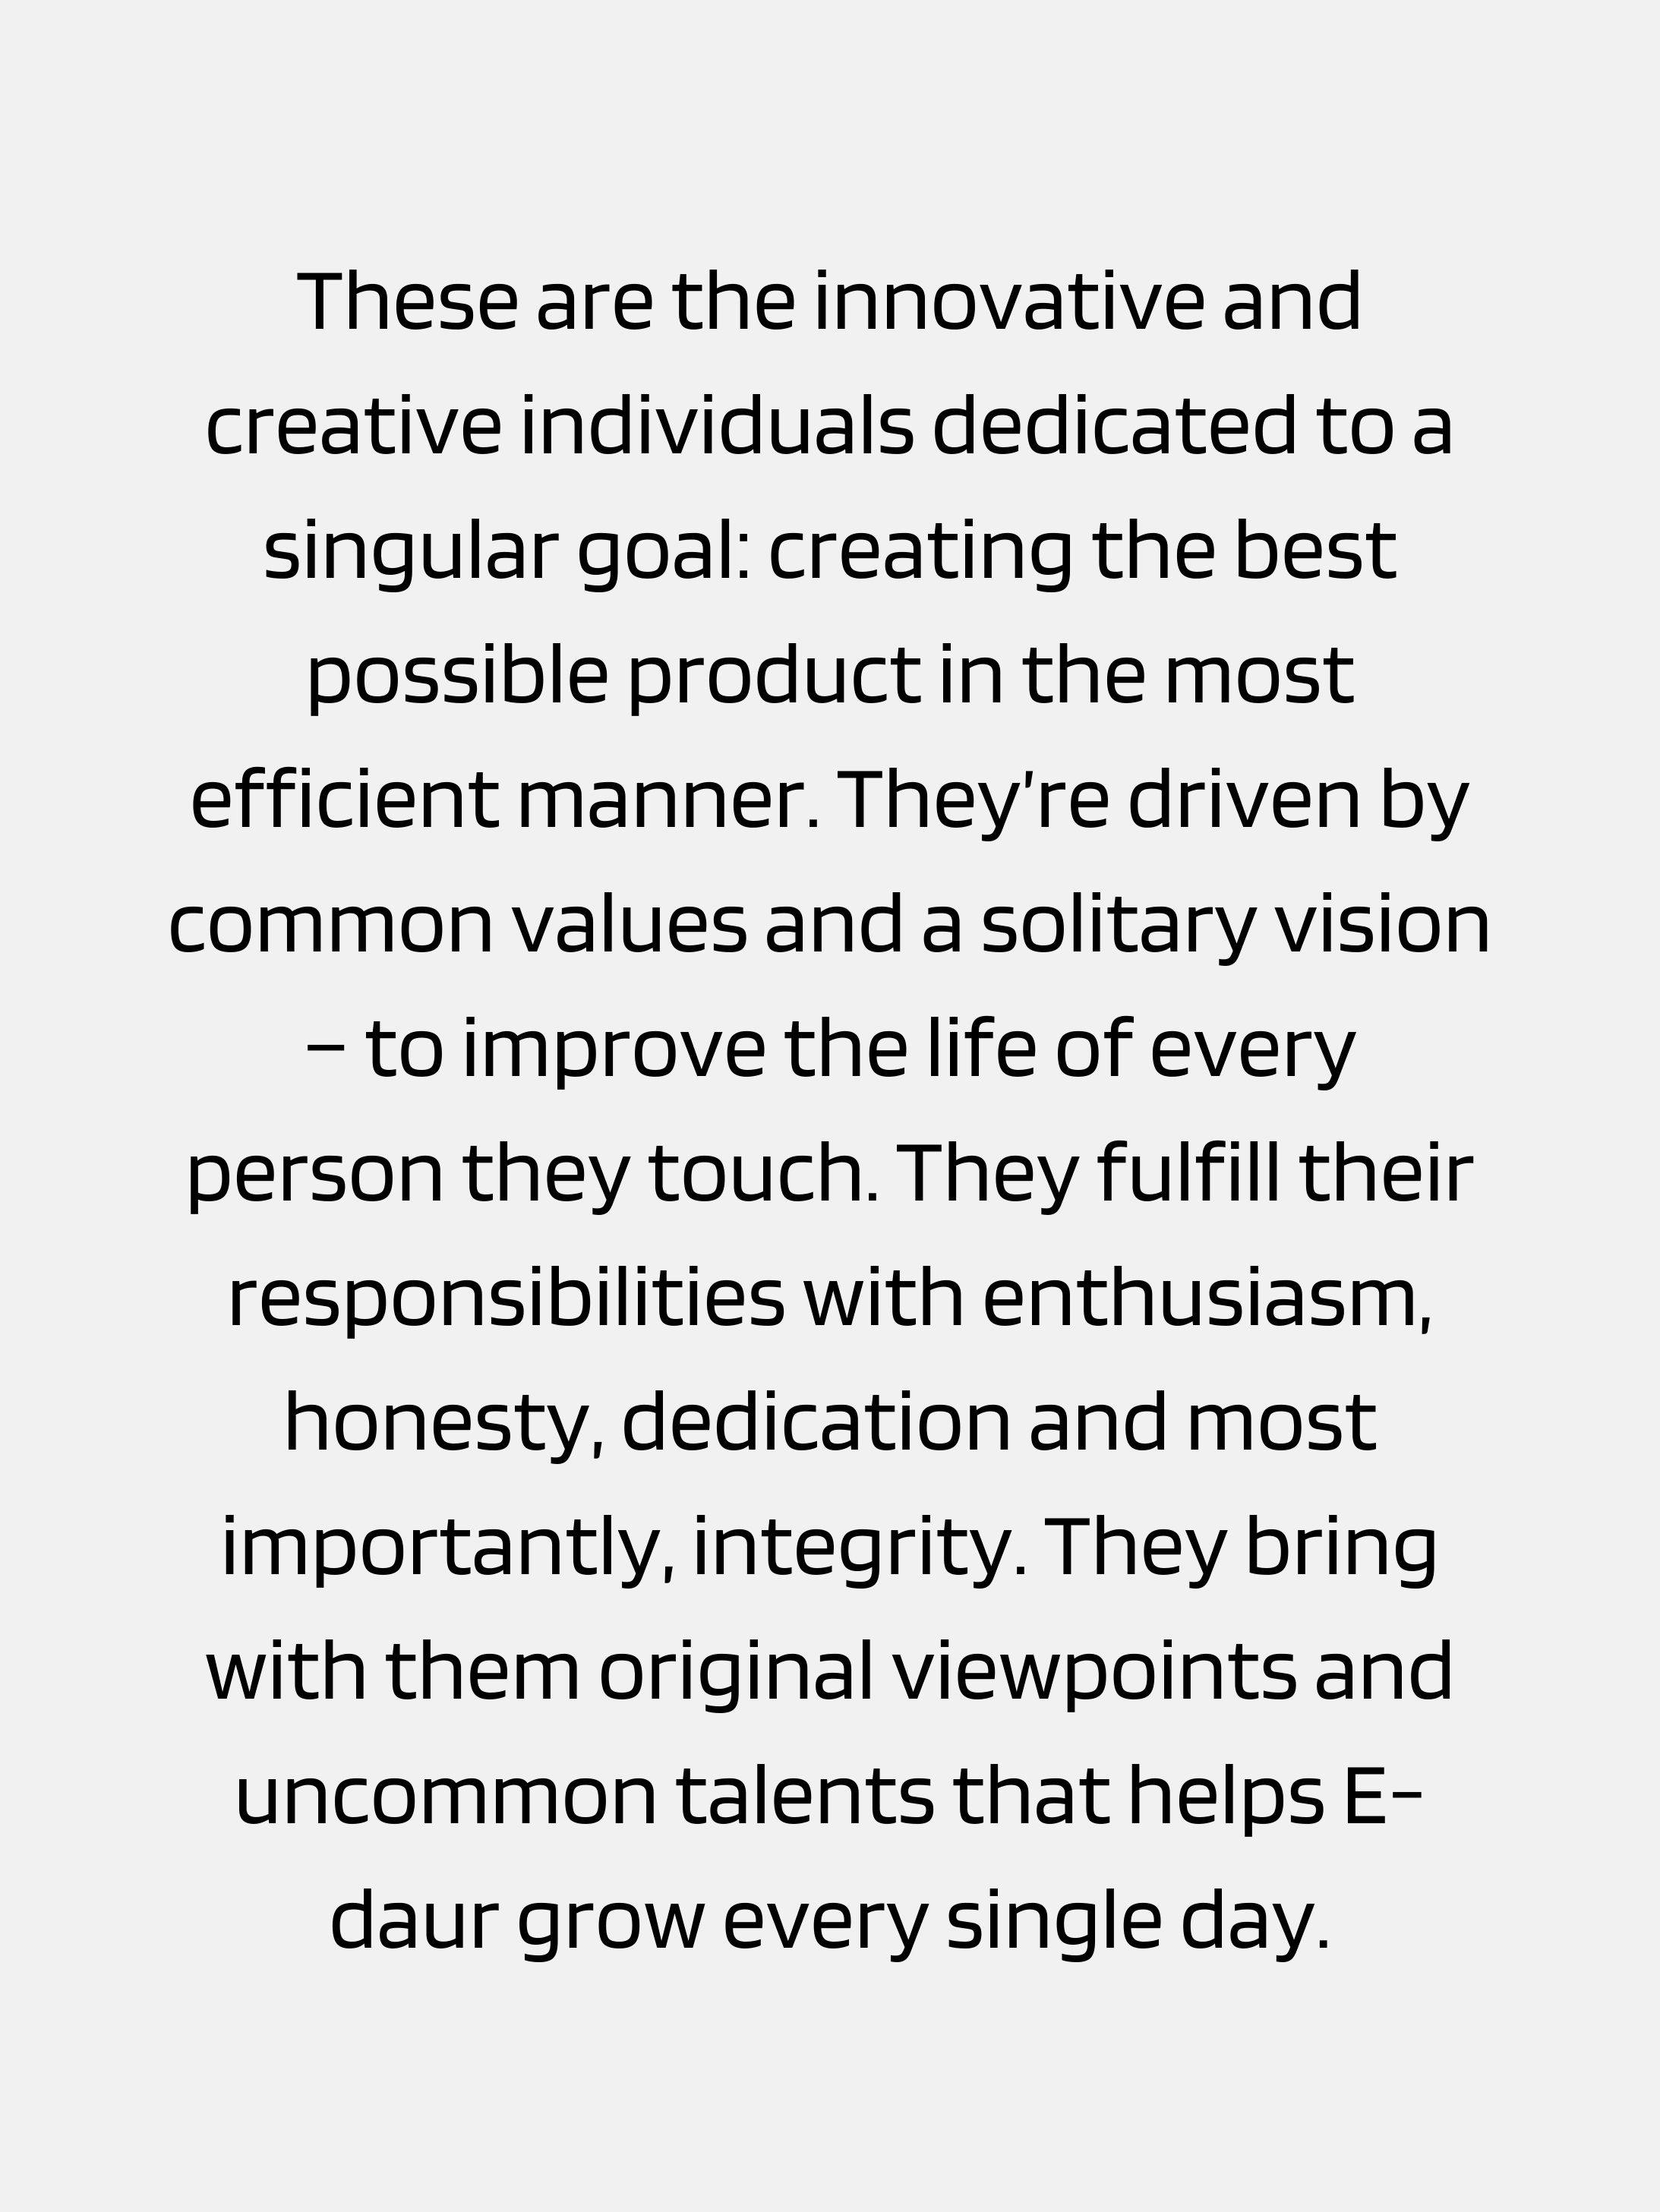 These are the innovative and
creative individuals dedicated to a
singular goal: creating the best
possible product in the most
efficient manner. They're driven by
common values and a solitary vision
– to improve the life of every
person they touch. They fulfill their
responsibilities with enthusiasm,
honesty, dedication and most
importantly, integrity. They bring
with them original viewpoints and
uncommon talents that helps E-
daur grow every single day.